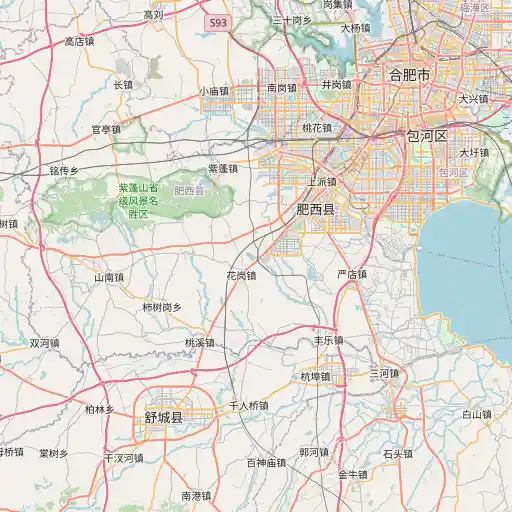 高刘
S93
三十岗乡
岗集镇
大杨镇
临海区
高店镇
长镇
小庙镇
南岗镇
井岗镇
合肥市
大兴镇
官亭镇
桃花镇
包河区
大圩镇
铭传乡
紫蓬镇
包河区
紫蓬山省
级风景名
胜区
肥西县
上派镇
肥西县
树镇
山南镇
花岗镇
严店镇
柿树岗乡
双河镇
桃溪镇
丰乐镇
杭埠镇
三河镇
柏林乡
舒城县
千人桥镇
白山镇
梅桥镇
棠树乡
干汊河镇
百神庙镇
郭河镇
石头镇
金牛镇
南港镇